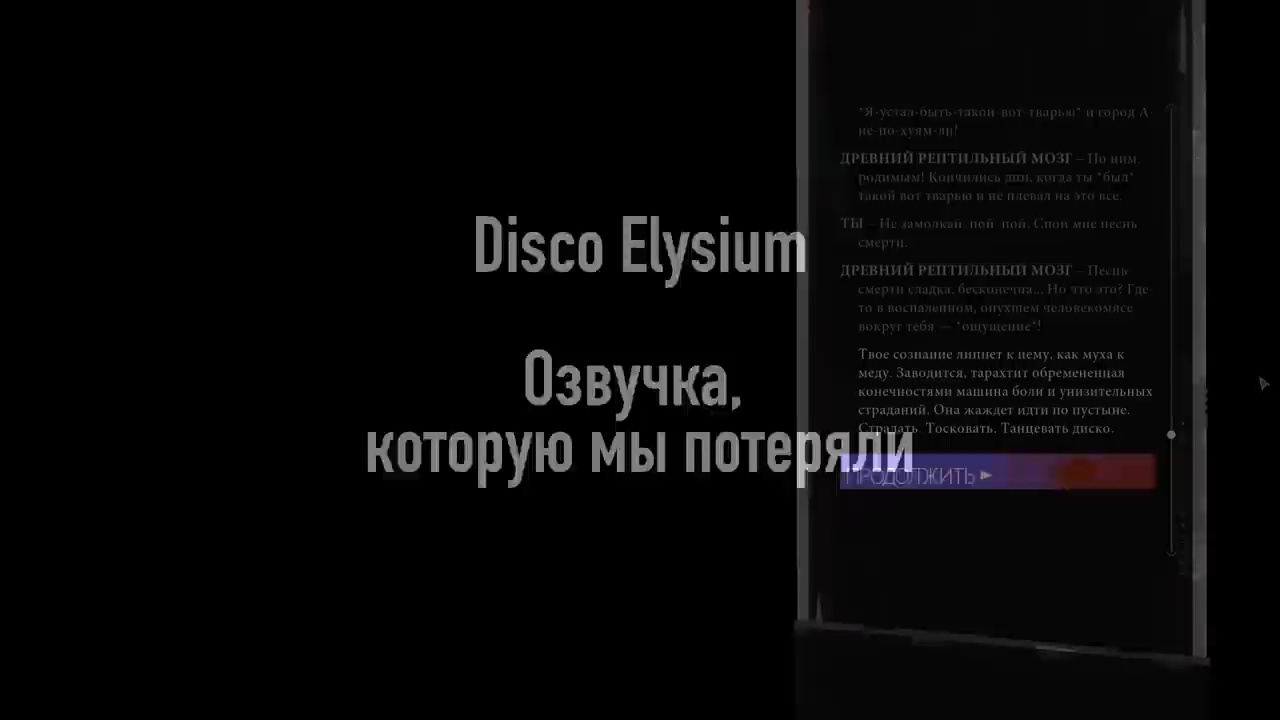 Disco Elysium
Озвучка,
которую мы потеряли
"Я-устал-быть-такой-вот-тварью" и город А-
не-по-хуям-ли!
ДРЕВНИЙ РЕПТИЛЬНЫЙ МОЗГ – По ним,
родимым! Кончились дни, когда ты "был"
такой вот тварью и не плевал на это все.
ТЫ – Не замолкай, пой, пой. Спой мне песнь
смерти.
ДРЕВНИЙ РЕПТИЛЬНЫЙ МОЗГ – Песнь
смерти сладка, бесконечна... Но что это? Где-
то в воспаленном, опухшем человекомясе
вокруг тебя — "ощущение"!
Твое сознание липнет к нему, как муха к
меду. Заводится, тарахтит обремененная
конечностями машина боли и унизительных
страданий. Она жаждет идти по пустыне.
Страдать. Тосковать. Танцевать диско.
ПРОДОЛЖИТЬ ►